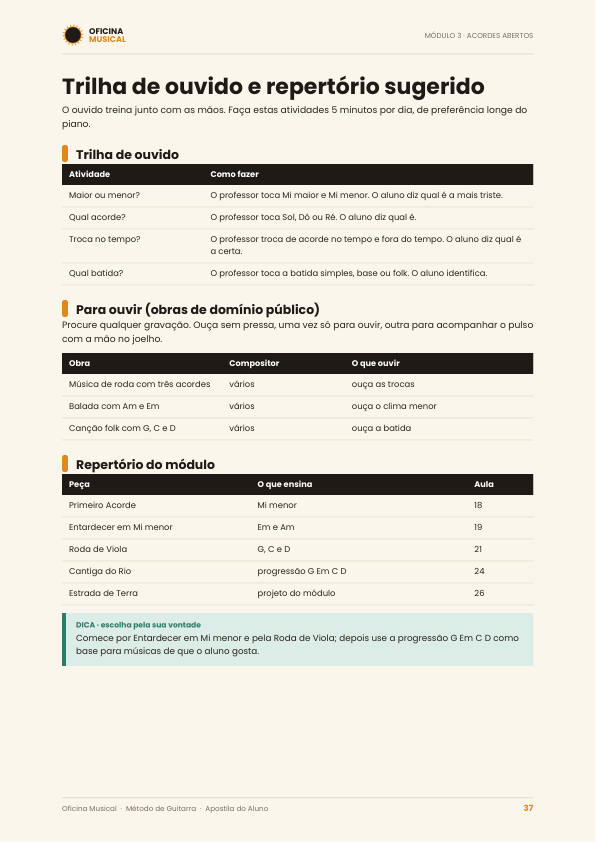 OFICINA
MUSICAL
MÓDULO 3 · ACORDES ABERTOS
Trilha de ouvido e repertório sugerido
O ouvido treina junto com as mãos. Faça estas atividades 5 minutos por dia, de preferência longe do
piano.
Trilha de ouvido
Atividade Como fazer
Maior ou menor? O professor toca Mi maior e Mi menor. O aluno diz qual é a mais triste.
Qual acorde? O professor toca Sol, Dó ou Ré. O aluno diz qual é.
Troca no tempo? O professor troca de acorde no tempo e fora do tempo. O aluno diz qual é
a certa.
Qual batida? O professor toca a batida simples, base ou folk. O aluno identifica.
Para ouvir (obras de domínio público)
Procure qualquer gravação. Ouça sem pressa, uma vez só para ouvir, outra para acompanhar o pulso
com a mão no joelho.
Obra Compositor O que ouvir
Música de roda com três acordes vários ouça as trocas
Balada com Am e Em vários ouça o clima menor
Canção folk com G, C e D vários ouça a batida
Repertório do módulo
Peça O que ensina Aula
Primeiro Acorde Mi menor 18
Entardecer em Mi menor Em e Am 19
Roda de Viola G, C e D 21
Cantiga do Rio progressão G Em C D 24
Estrada de Terra projeto do módulo 26
DICA · escolha pela sua vontade
Comece por Entardecer em Mi menor e pela Roda de Viola; depois use a progressão G Em C D como
base para músicas de que o aluno gosta.
Oficina Musical · Método de Guitarra · Apostila do Aluno
37